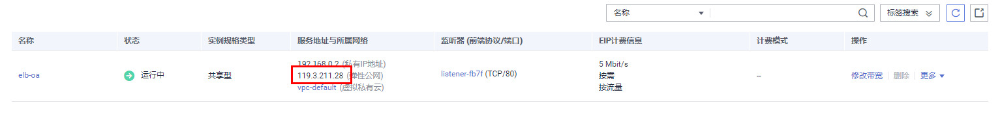 名称
标签搜索
名称 状态 实例规格类型 服务地址与所属网络 监听器 (前端协议/端口) EIP计费信息 计费模式 操作
elb-oa 运行中 共享型
192.168.0.2 (私有IP地址)
119.3.211.28 (弹性公网)
vpc-default (虚拟私有云)
listener-fb7f (TCP/80)
5 Mbit/s
按需
按流量
--
修改带宽 删除 更多